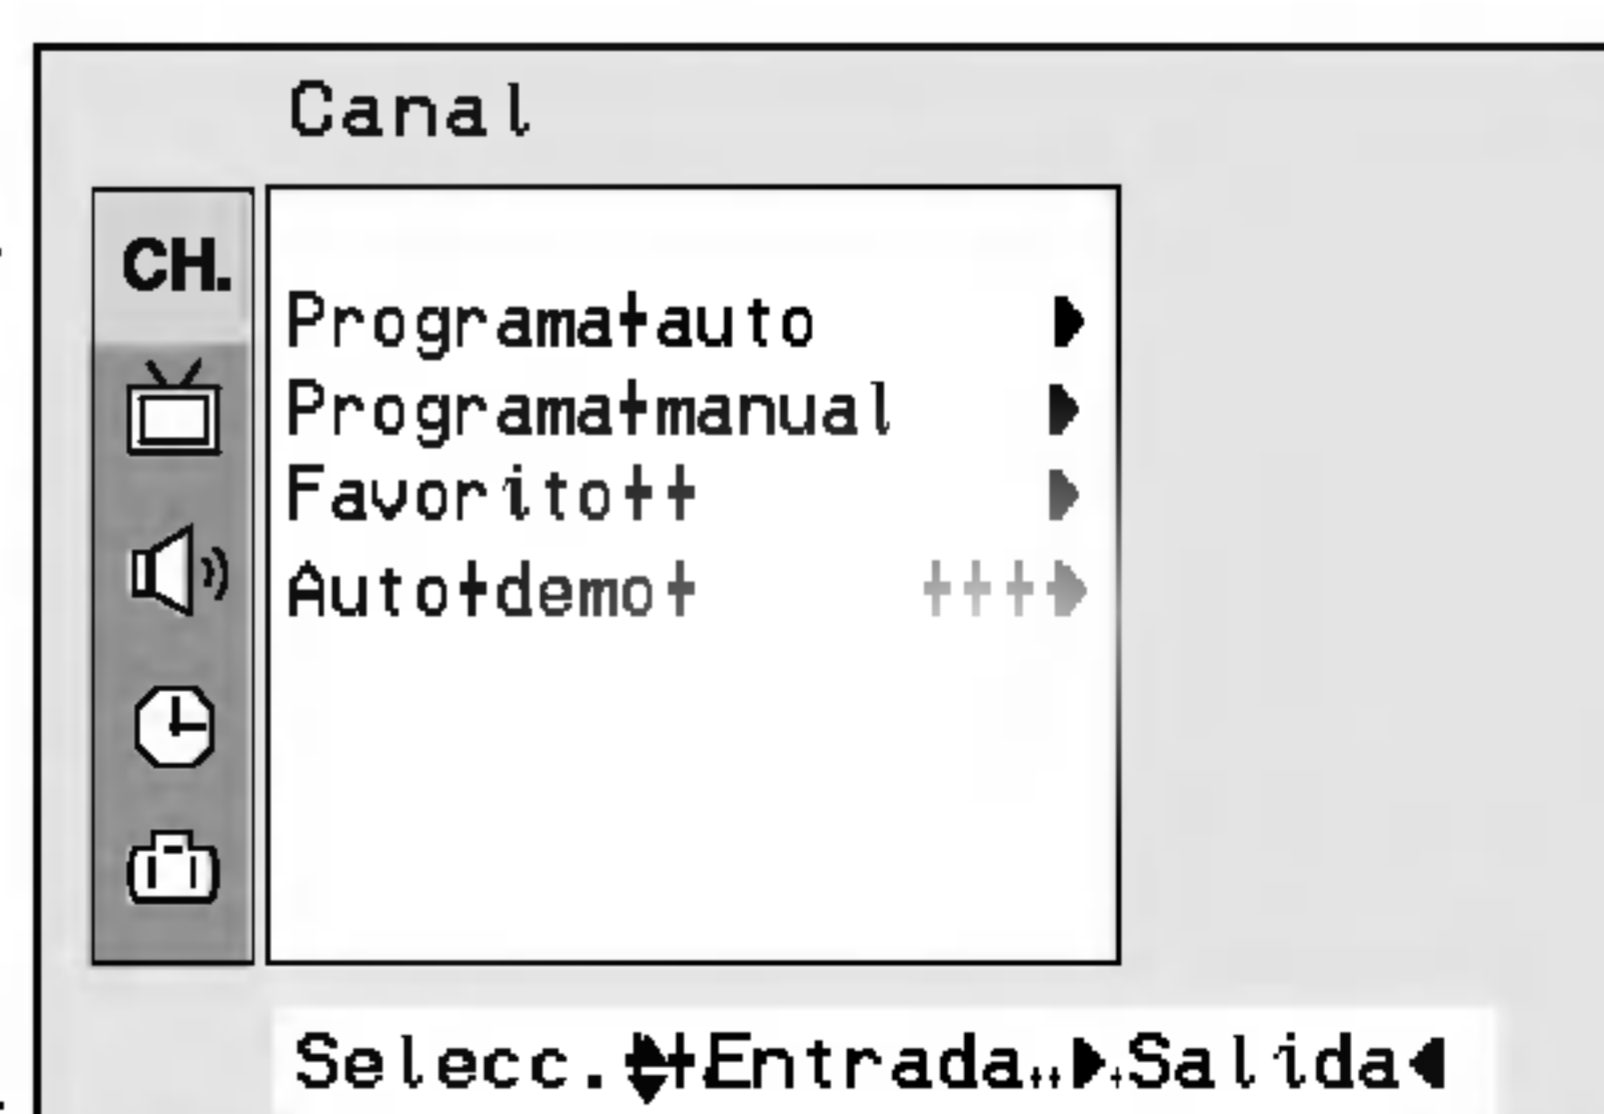 Canal
CH.
Programa auto
Programa manual
Favorito
Auto demo
Selecc. Entrada Salida